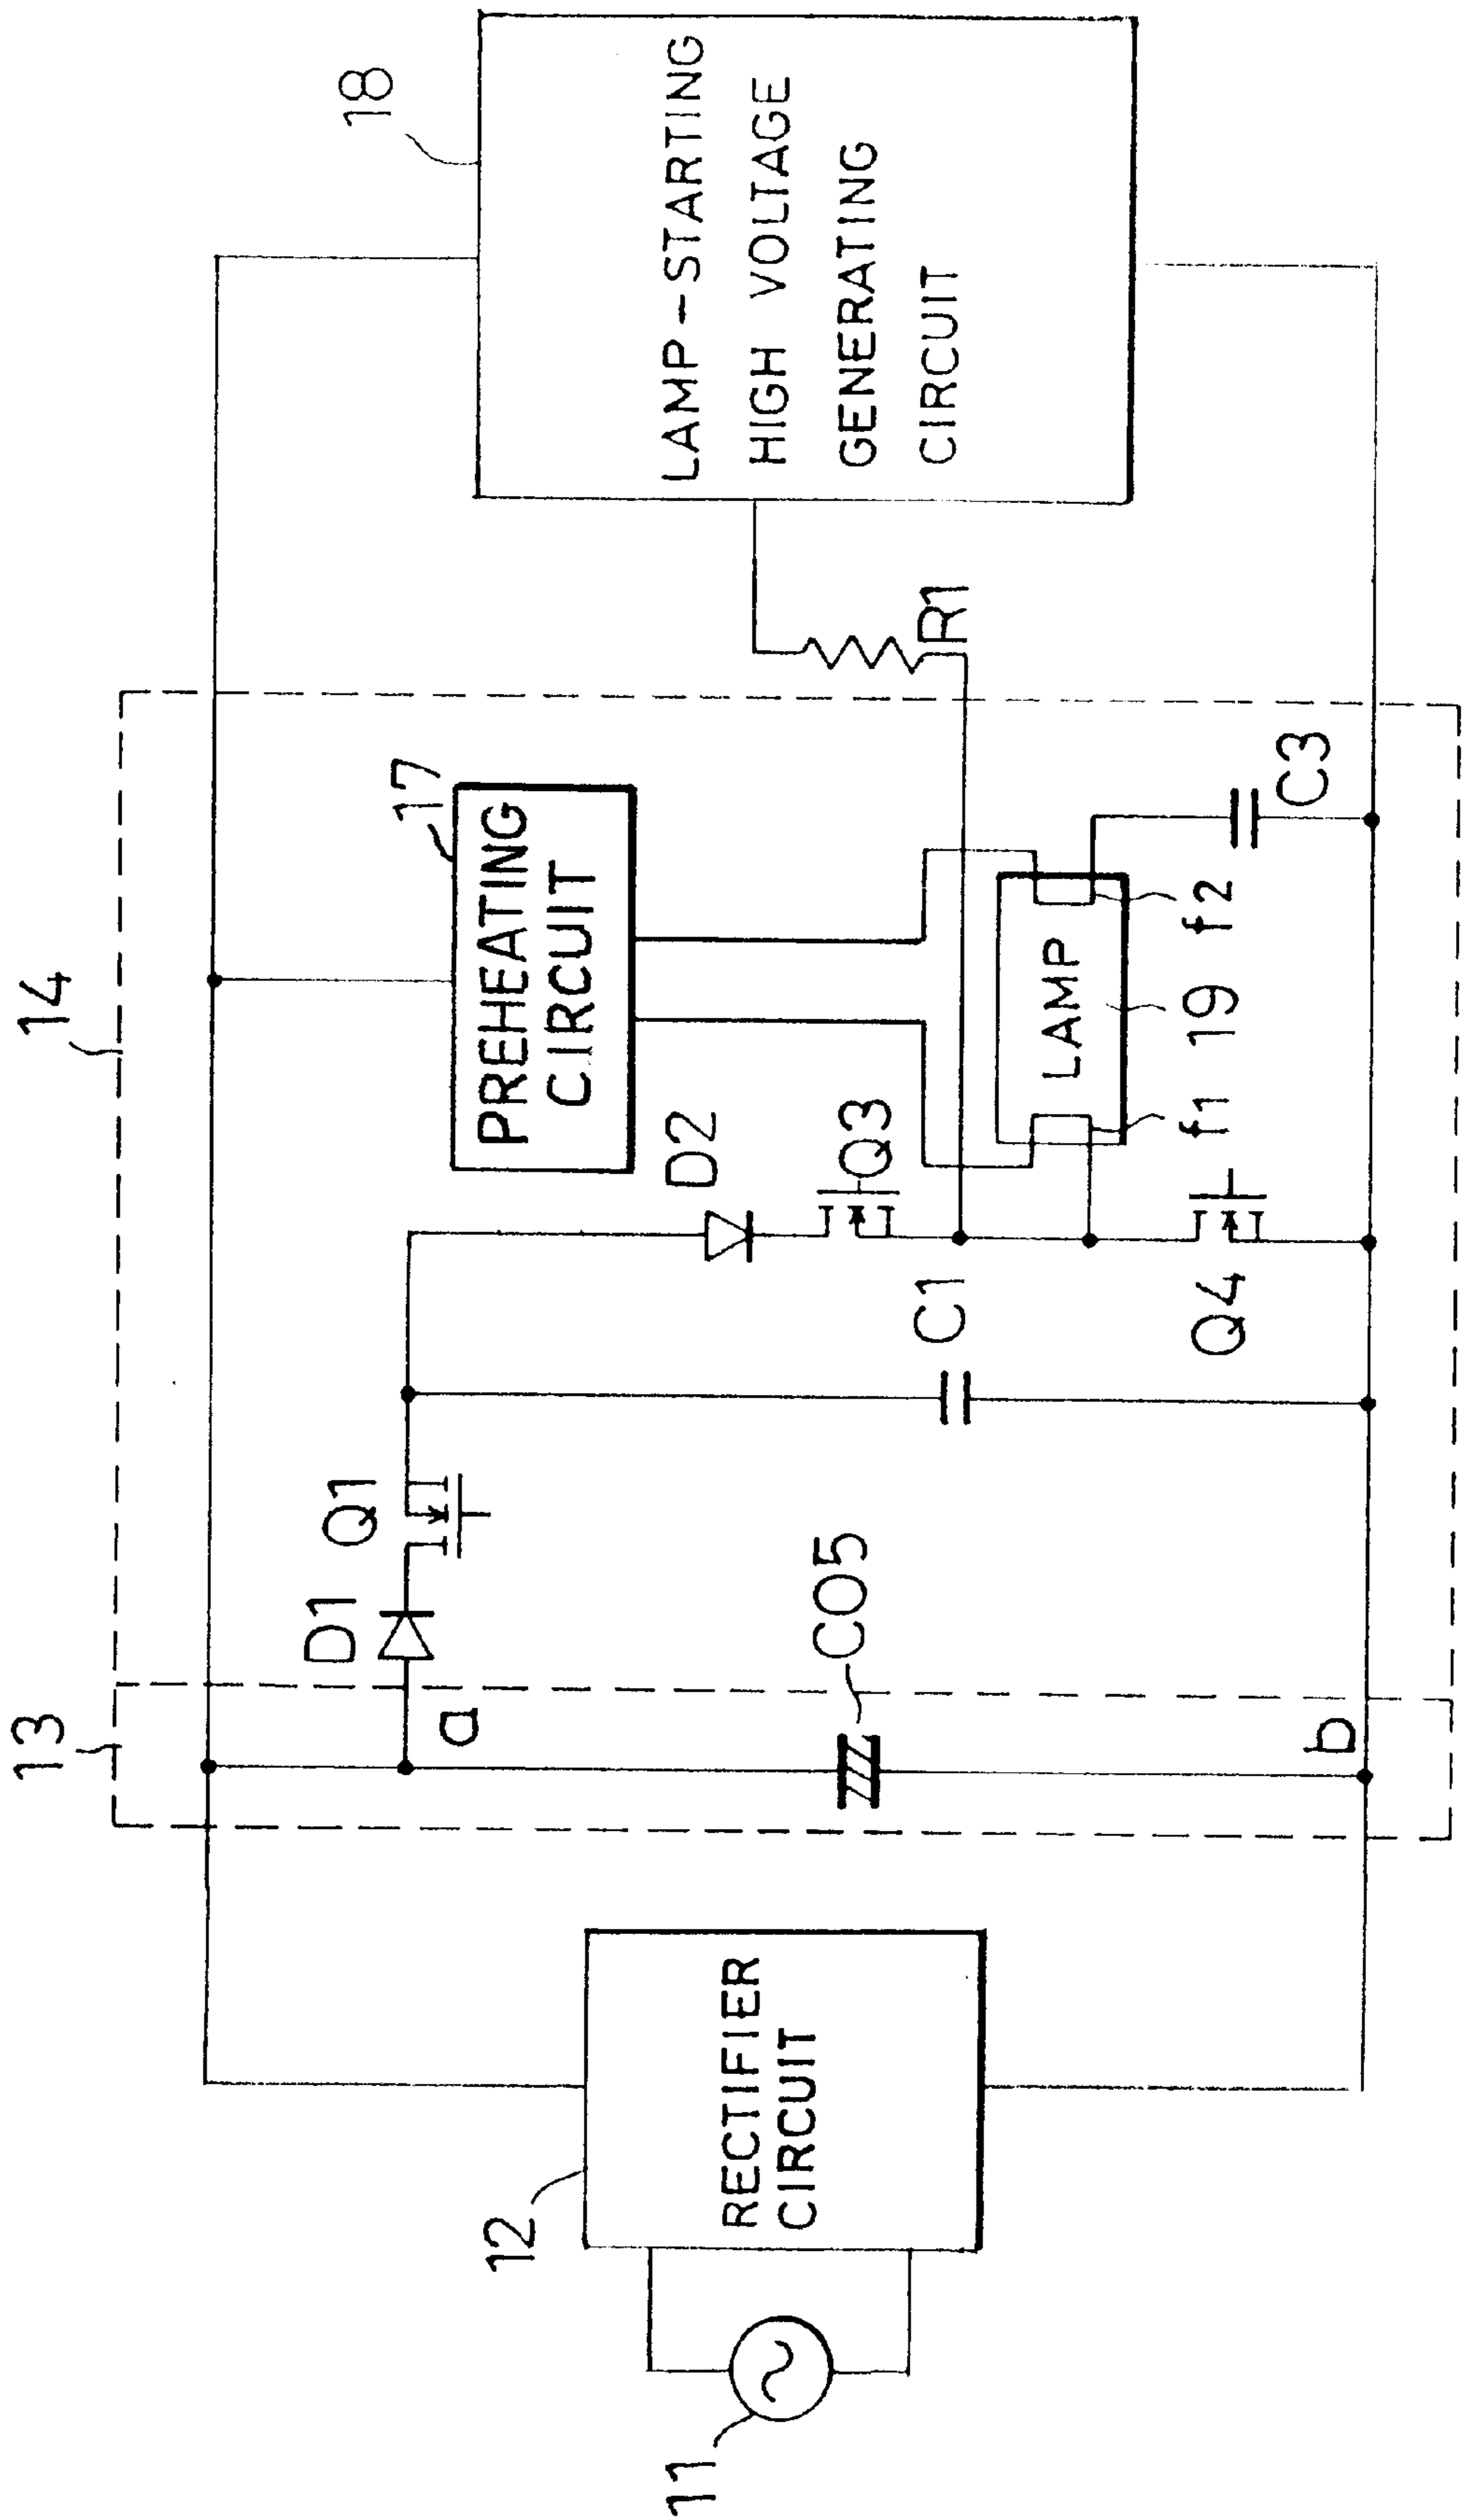 14
13
18
17
PREHEATING
CIRCUIT
LAMP-STARTING
HIGH VOLTAGE
GENERATING
CIRCUIT
D1
Q1
a
D2
12
RECTIFIER
CIRCUIT
11
CO5
C1
Q3
R1
LAMP
b
Q4
f1
19
f2
C3